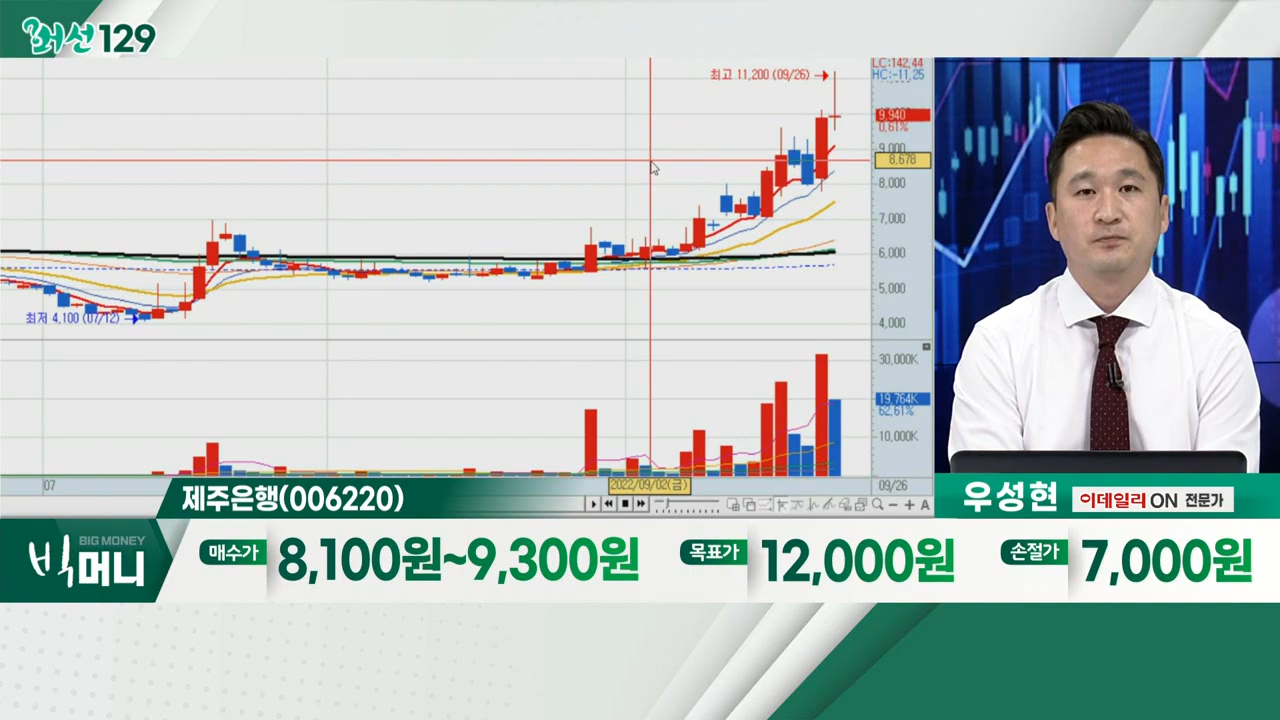 최선129
LC:142,44
HC:-11,25
최고 11,200 (09/26)
9,940
0,61%
9,000
8,678
8,000
7,000
6,000
5,000
최저 4,100 (07/12)
4,000
30,000K
19,764K
62,61%
10,000K
07
2022/09/02(금)
09/26
A
제주은행(006220)
우성현 이데일리 ON 전문가
BIG MONEY
빅머니
매수가 8,100원~9,300원
목표가 12,000원
손절가 7,000원